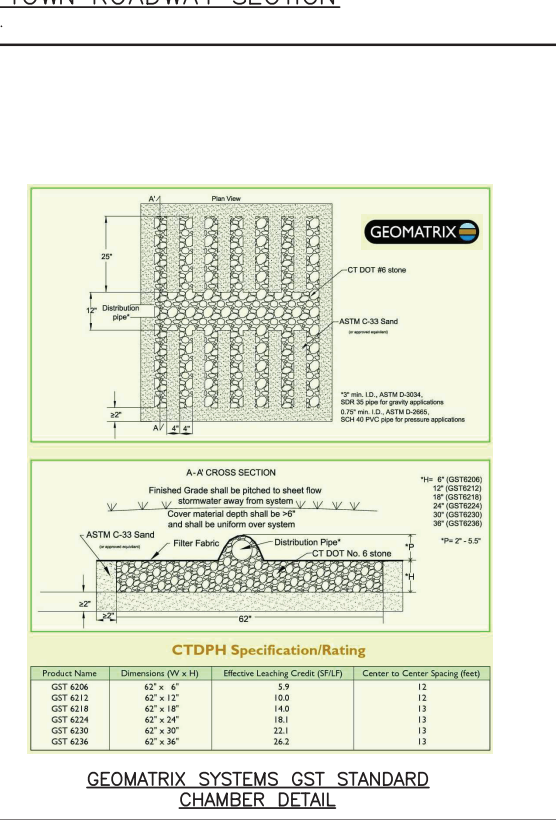 TOWN ROADWAY SECTION
.
A'
Plan View
GEOMATRIX
25"
CT DOT #6 stone
12" Distribution
pipe*
ASTM C-33 Sand
(or approved equivalent)
*3" min. I.D., ASTM D-3034,
SDR 35 pipe for gravity applications
0.75" min. I.D., ASTM D-2665,
SCH 40 PVC pipe for pressure applications
≥2"
A
4" 4"
A-A' CROSS SECTION
*H= 6" (GST6206)
12" (GST6212)
18" (GST6218)
24" (GST6224)
30" (GST6230)
36" (GST6236)
Finished Grade shall be pitched to sheet flow
stormwater away from system
Cover material depth shall be >6"
and shall be uniform over system
ASTM C-33 Sand
(or approved equivalent)
Filter Fabric
Distribution Pipe*
CT DOT No. 6 stone
*P
*P= 2" - 5.5"
*H
≥2"
≥2"
62"
CTDPH Specification/Rating
Product Name Dimensions (W x H) Effective Leaching Credit (SF/LF) Center to Center Spacing (feet)
GST 6206 62" x 6" 5.9 12
GST 6212 62" x 12" 10.0 12
GST 6218 62" x 18" 14.0 13
GST 6224 62" x 24" 18.1 13
GST 6230 62" x 30" 22.1 13
GST 6236 62" x 36" 26.2 13
GEOMATRIX SYSTEMS GST STANDARD
CHAMBER DETAIL